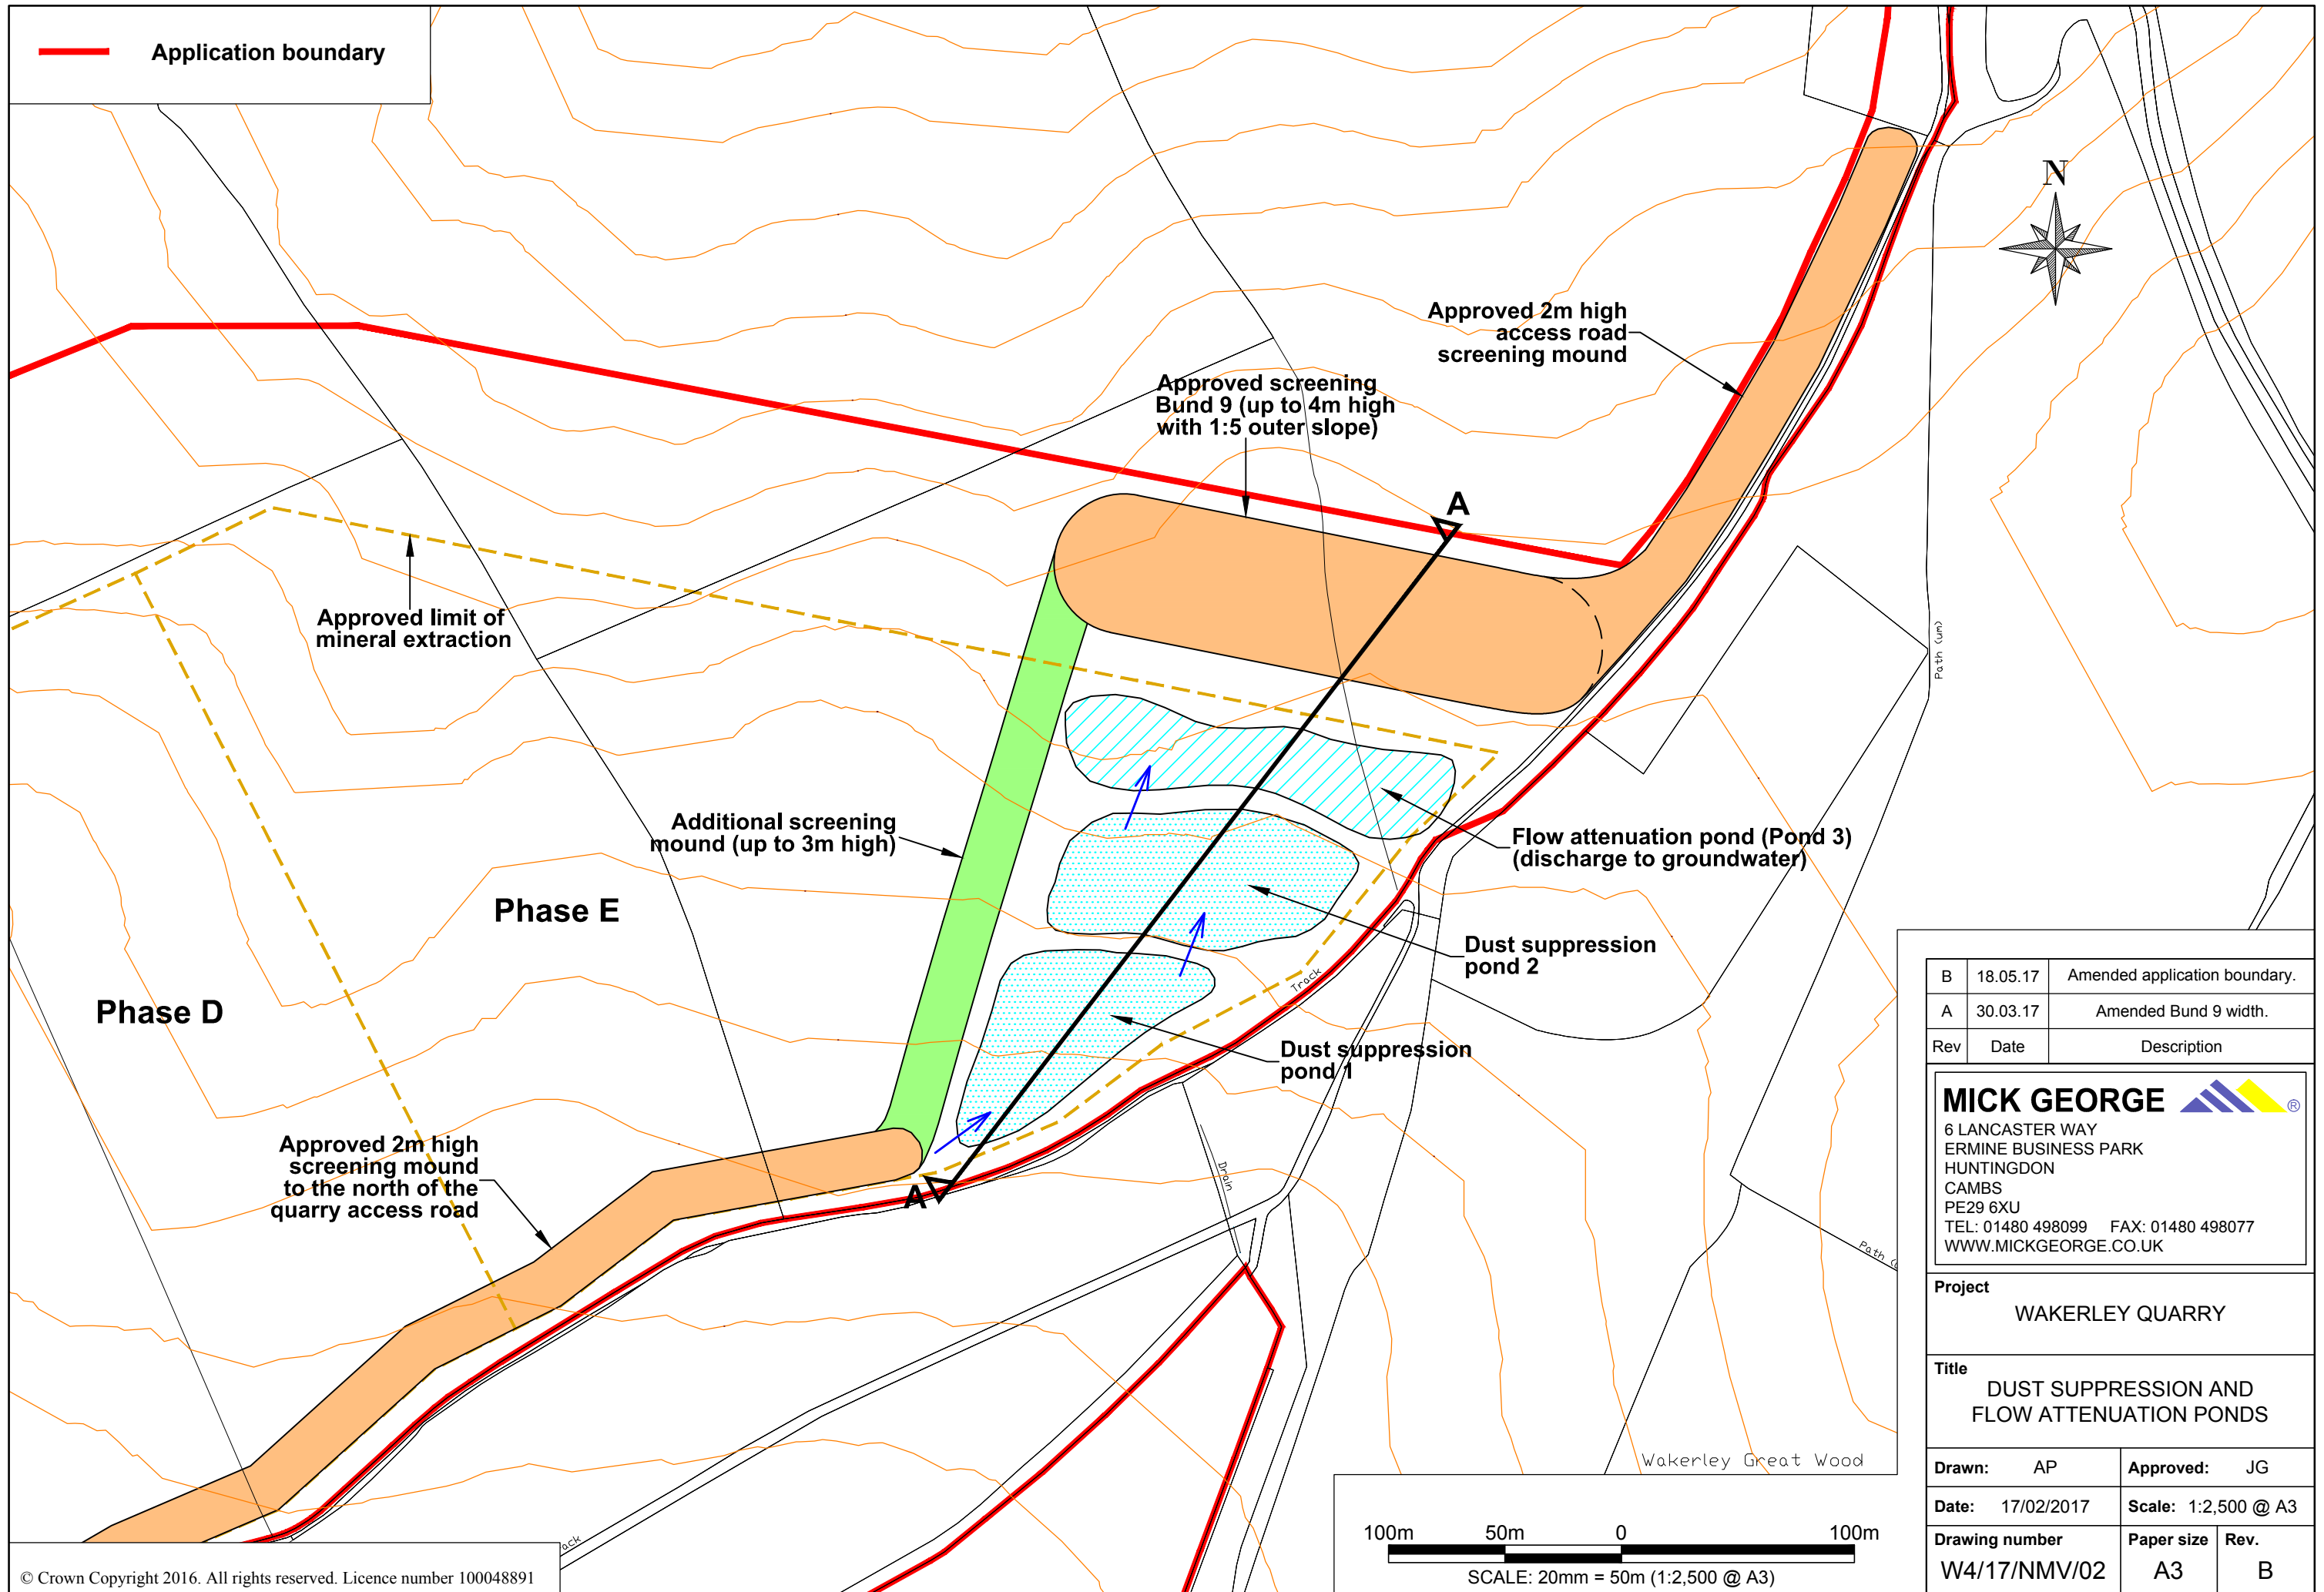 Application boundary
N
Approved 2m high
access road
screening mound
Approved screening
Bund 9 (up to 4m high
with 1:5 outer slope)
A
Approved limit of
mineral extraction
Path (um)
Additional screening
mound (up to 3m high)
Flow attenuation pond (Pond 3)
(discharge to groundwater)
Phase E
Dust suppression
pond 2
Track
Phase D
Dust suppression
pond 1
Approved 2m high
screening mound
to the north of the
quarry access road
A
Drain
Path
Wakerley Great Wood
100m 50m 0 100m
SCALE: 20mm = 50m (1:2,500 @ A3)
© Crown Copyright 2016. All rights reserved. Licence number 100048891
B 18.05.17 Amended application boundary.
A 30.03.17 Amended Bund 9 width.
Rev Date Description
MICK GEORGE ®
6 LANCASTER WAY
ERMINE BUSINESS PARK
HUNTINGDON
CAMBS
PE29 6XU
TEL: 01480 498099 FAX: 01480 498077
WWW.MICKGEORGE.CO.UK
Project
WAKERLEY QUARRY
Title
DUST SUPPRESSION AND
FLOW ATTENUATION PONDS
Drawn: AP Approved: JG
Date: 17/02/2017 Scale: 1:2,500 @ A3
Drawing number Paper size Rev.
W4/17/NMV/02 A3 B